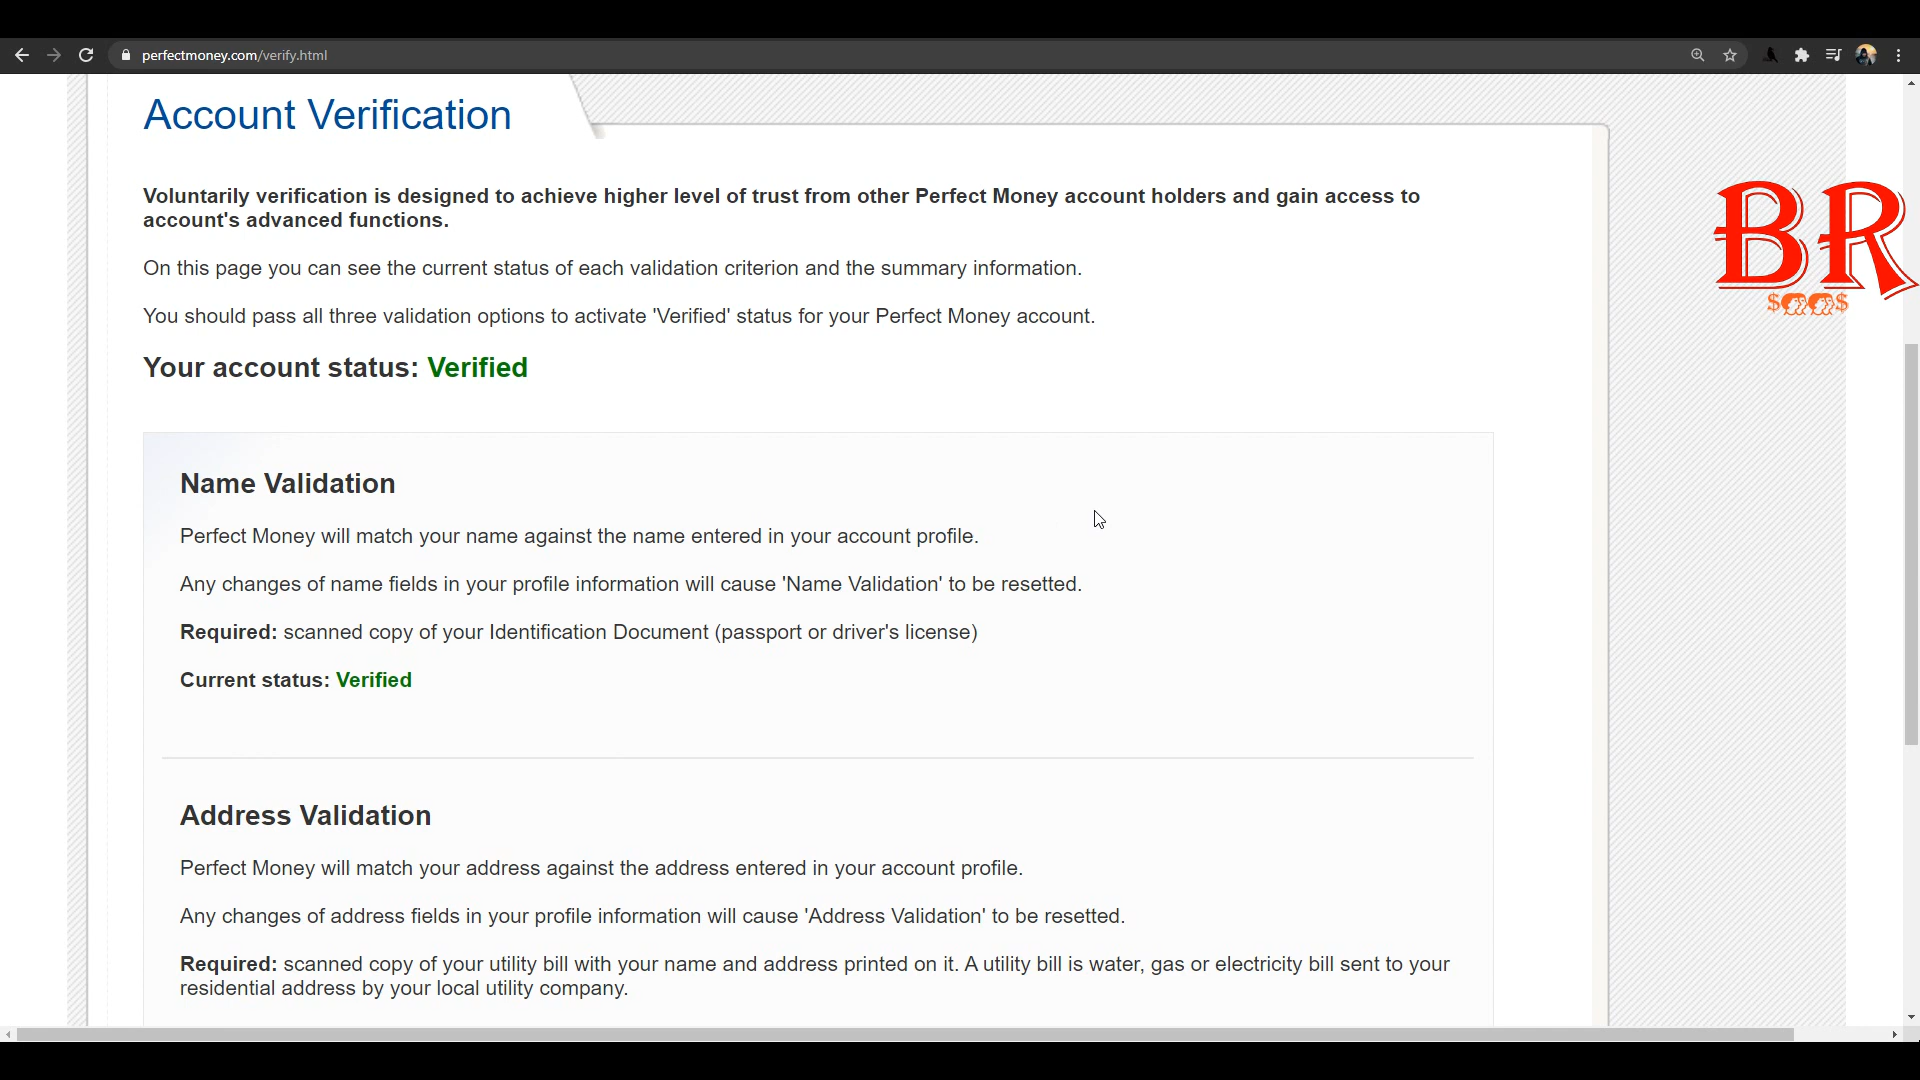 perfectmoney.com/verify.html
Account Verification
Voluntarily verification is designed to achieve higher level of trust from other Perfect Money account holders and gain access to
account's advanced functions.
On this page you can see the current status of each validation criterion and the summary information.
You should pass all three validation options to activate 'Verified' status for your Perfect Money account.
Your account status: Verified
BR
Name Validation
Perfect Money will match your name against the name entered in your account profile.
Any changes of name fields in your profile information will cause 'Name Validation' to be resetted.
Required: scanned copy of your Identification Document (passport or driver's license)
Current status: Verified
Address Validation
Perfect Money will match your address against the address entered in your account profile.
Any changes of address fields in your profile information will cause 'Address Validation' to be resetted.
Required: scanned copy of your utility bill with your name and address printed on it. A utility bill is water, gas or electricity bill sent to your
residential address by your local utility company.